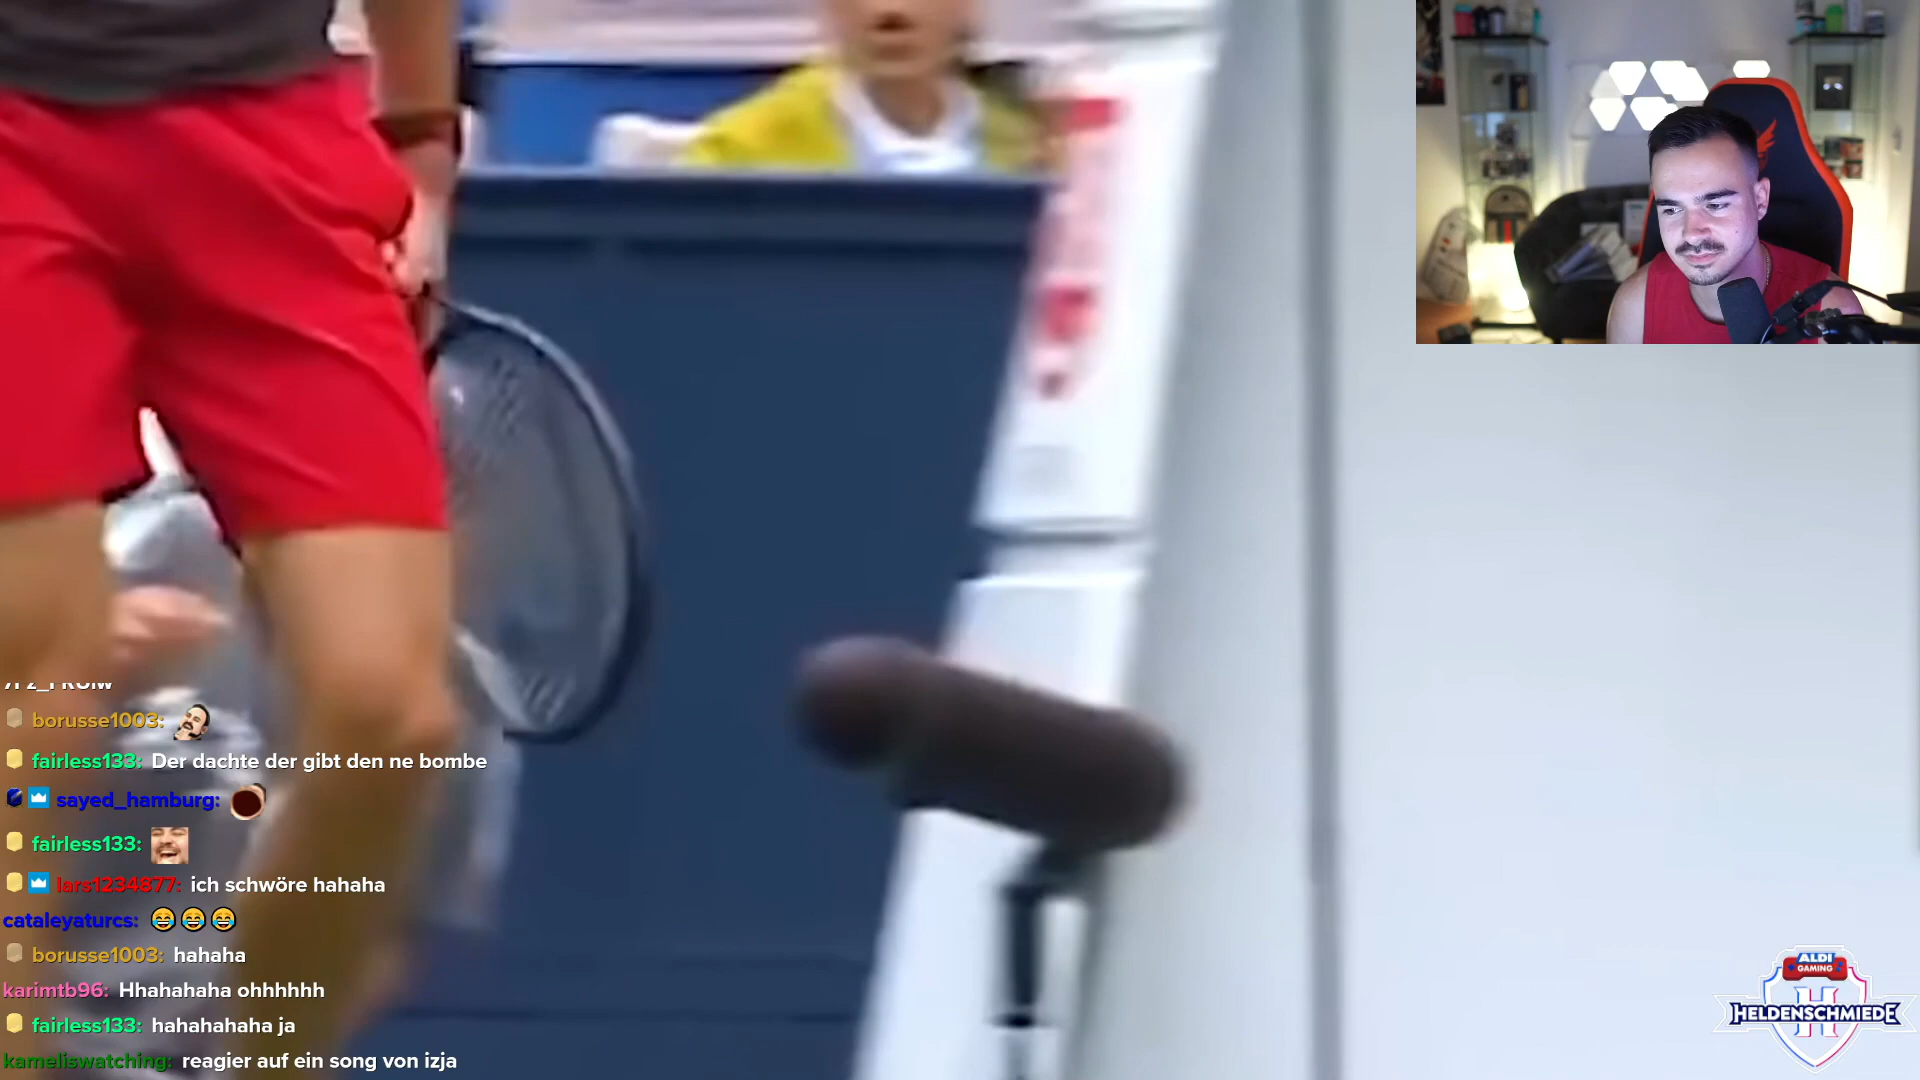 borusse1003:
fairless133: Der dachte der gibt den ne bombe
sayed_hamburg:
fairless133:
lars1234877: ich schwöre hahaha
cataleyaturcs: 😂😂😂
borusse1003: hahaha
karimtb96: Hhahahaha ohhhhhh
fairless133: hahahahaha ja
kameliswatching: reagier auf ein song von izja
ALDI
GAMING
H
HELDENSCHMIEDE